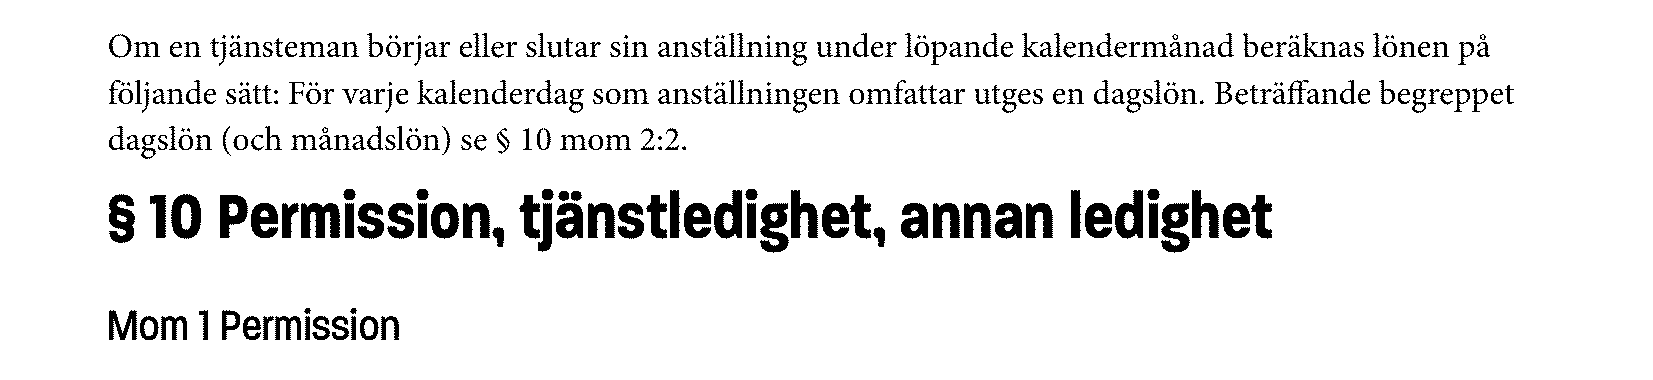 Om en tjänsteman börjar eller slutar sin anställning under löpande kalendermånad beräknas lönen på
följande sätt: För varje kalenderdag som anställningen omfattar utges en dagslön. Beträffande begreppet
dagslön (och månadslön) se § 10 mom 2:2.
§ 10 Permission, tjänstledighet, annan ledighet
Mom 1 Permission